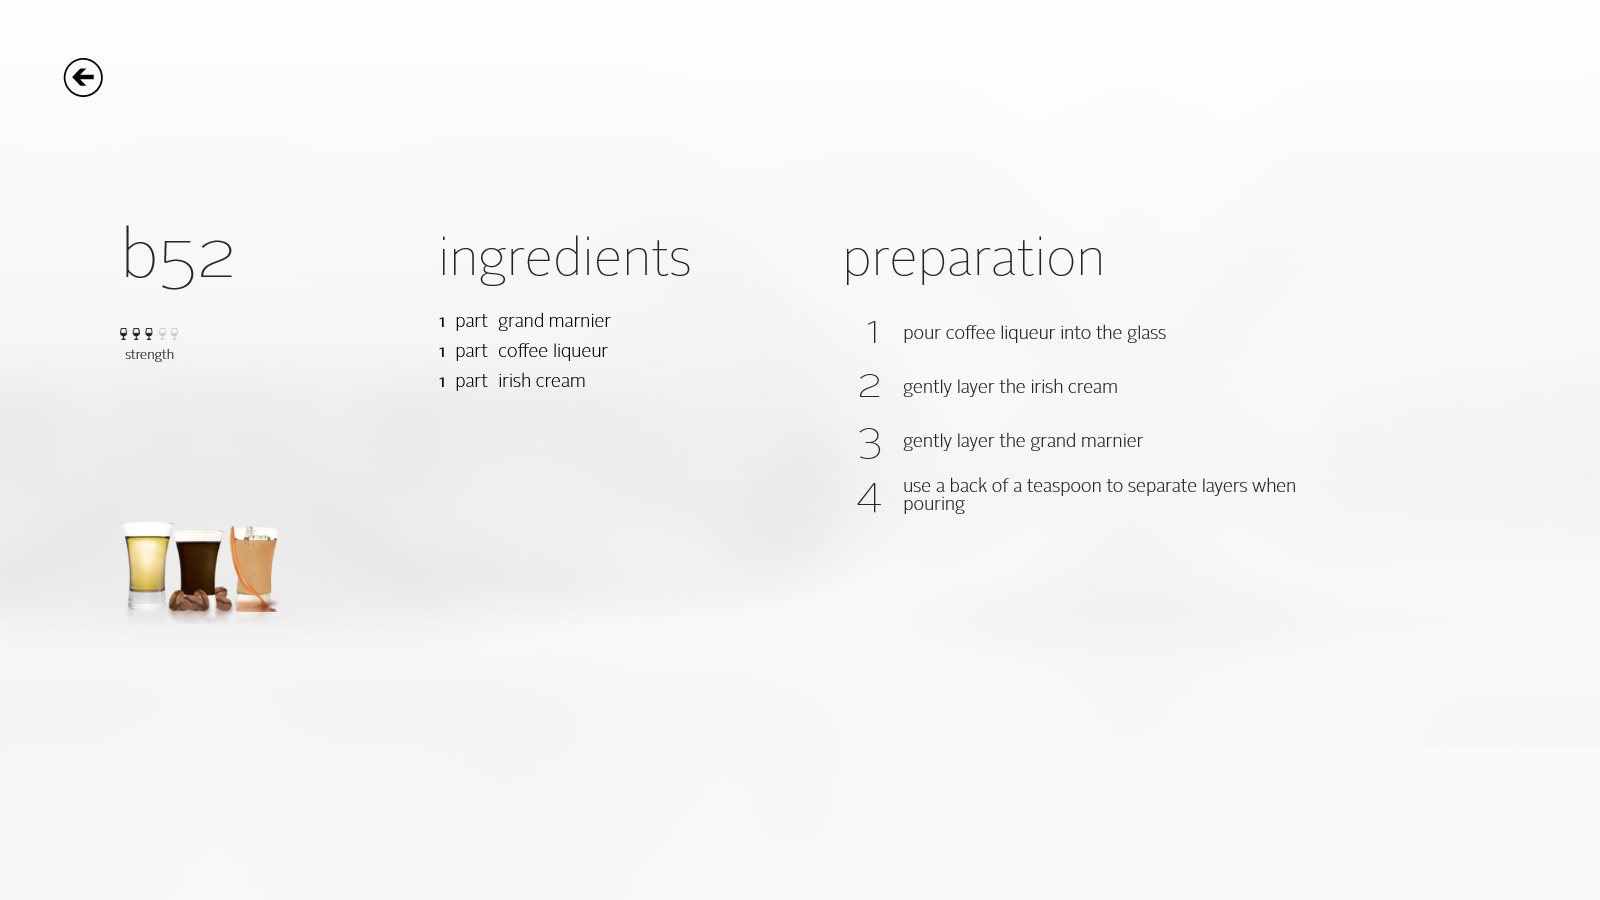 b52
strength
ingredients
1 part grand marnier
1 part coffee liqueur
1 part irish cream
preparation
1 pour coffee liqueur into the glass
2 gently layer the irish cream
3 gently layer the grand marnier
4 use a back of a teaspoon to separate layers when
pouring